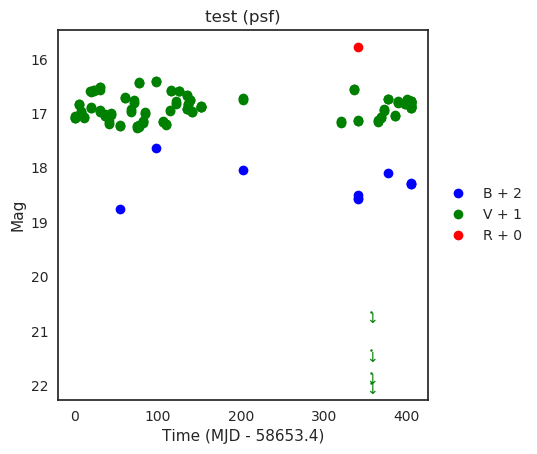 test (psf)
Mag
16
17
18
19
20
21
22
0
100
200
300
400
Time (MJD - 58653.4)
B + 2
V + 1
R + 0